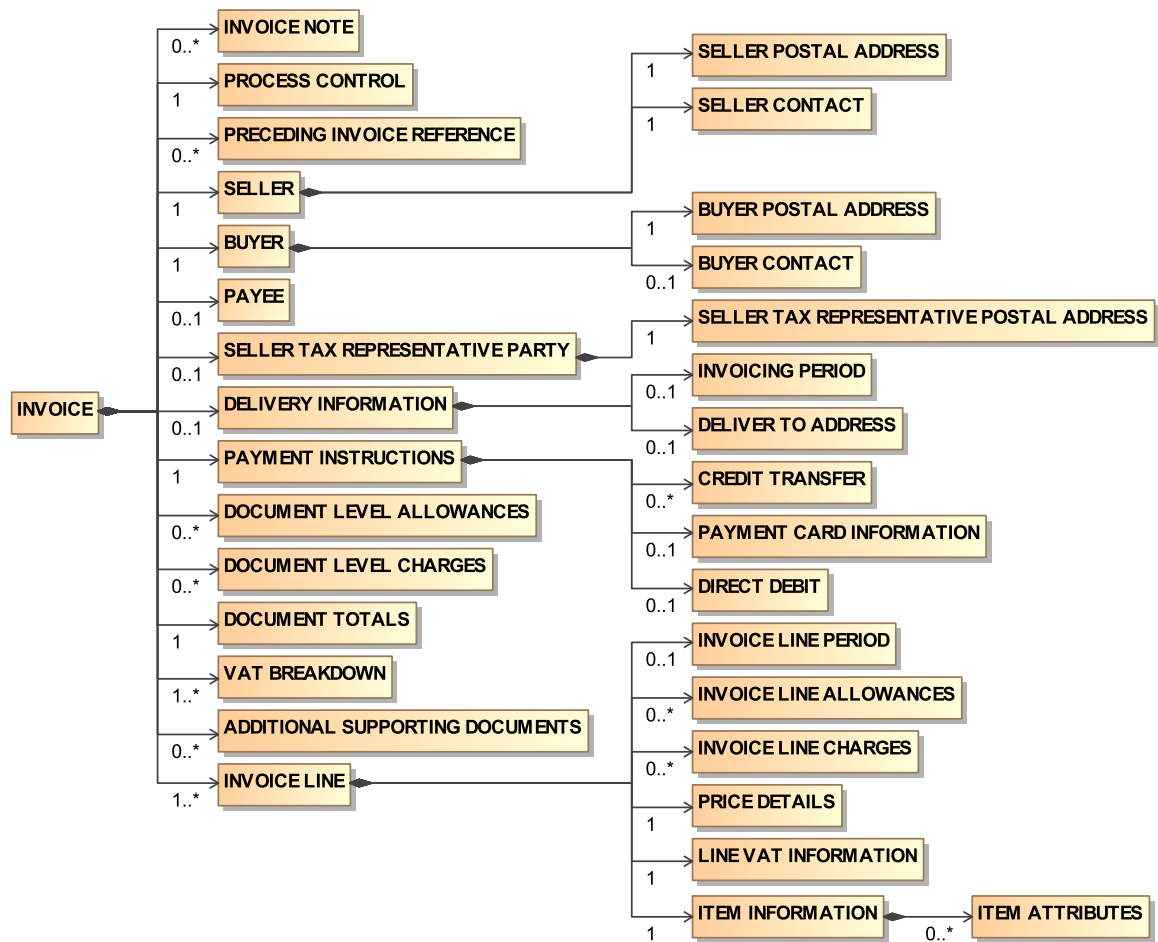 INVOICE
INVOICE NOTE
0..*
PROCESS CONTROL
1
PRECEDING INVOICE REFERENCE
0..*
SELLER
1
BUYER
1
PAYEE
0..1
SELLER TAX REPRESENTATIVE PARTY
0..1
DELIVERY INFORMATION
0..1
PAYMENT INSTRUCTIONS
1
DOCUMENT LEVEL ALLOWANCES
0..*
DOCUMENT LEVEL CHARGES
0..*
DOCUMENT TOTALS
1
VAT BREAKDOWN
1..*
ADDITIONAL SUPPORTING DOCUMENTS
0..*
INVOICE LINE
1..*
SELLER POSTAL ADDRESS
1
SELLER CONTACT
1
BUYER POSTAL ADDRESS
1
BUYER CONTACT
0..1
SELLER TAX REPRESENTATIVE POSTAL ADDRESS
1
INVOICING PERIOD
0..1
DELIVER TO ADDRESS
0..1
CREDIT TRANSFER
0..*
PAYMENT CARD INFORMATION
0..1
DIRECT DEBIT
0..1
INVOICE LINE PERIOD
0..1
INVOICE LINE ALLOWANCES
0..*
INVOICE LINE CHARGES
0..*
PRICE DETAILS
1
LINE VAT INFORMATION
1
ITEM INFORMATION
1
ITEM ATTRIBUTES
0..*